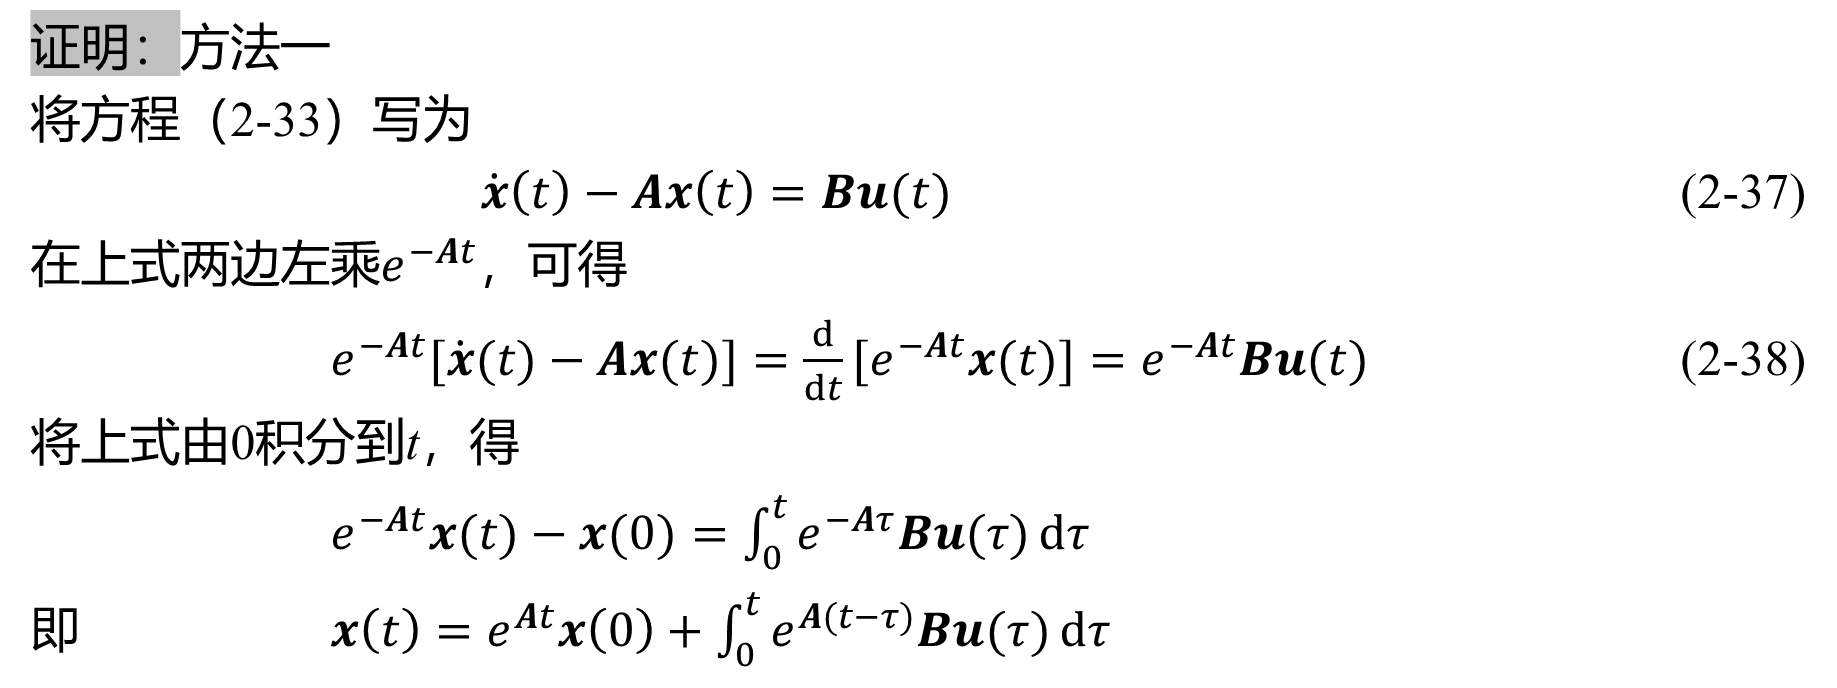 证明：方法一
将方程（2-33）写为
ẋ(t) − Ax(t) = Bu(t) (2-37)
在上式两边左乘e^{−At}，可得
e^{−At}[ẋ(t) − Ax(t)] = \frac{d}{dt}[e^{−At}x(t)] = e^{−At}Bu(t) (2-38)
将上式由0积分到t，得
e^{−At}x(t) − x(0) = ∫_0^t e^{−Aτ}Bu(τ) dτ
即 x(t) = e^{At}x(0) + ∫_0^t e^{A(t−τ)}Bu(τ) dτ